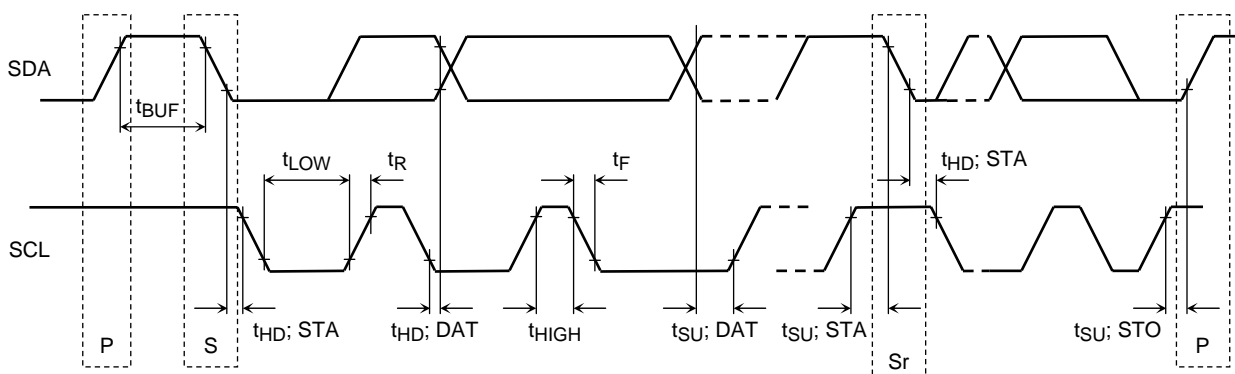 SDA
tBUF
tLOW
tR
tF
tHD; STA
SCL
tHD; STA
tHD; DAT
tHIGH
tSU; DAT
tSU; STA
tSU; STO
P
S
Sr
P